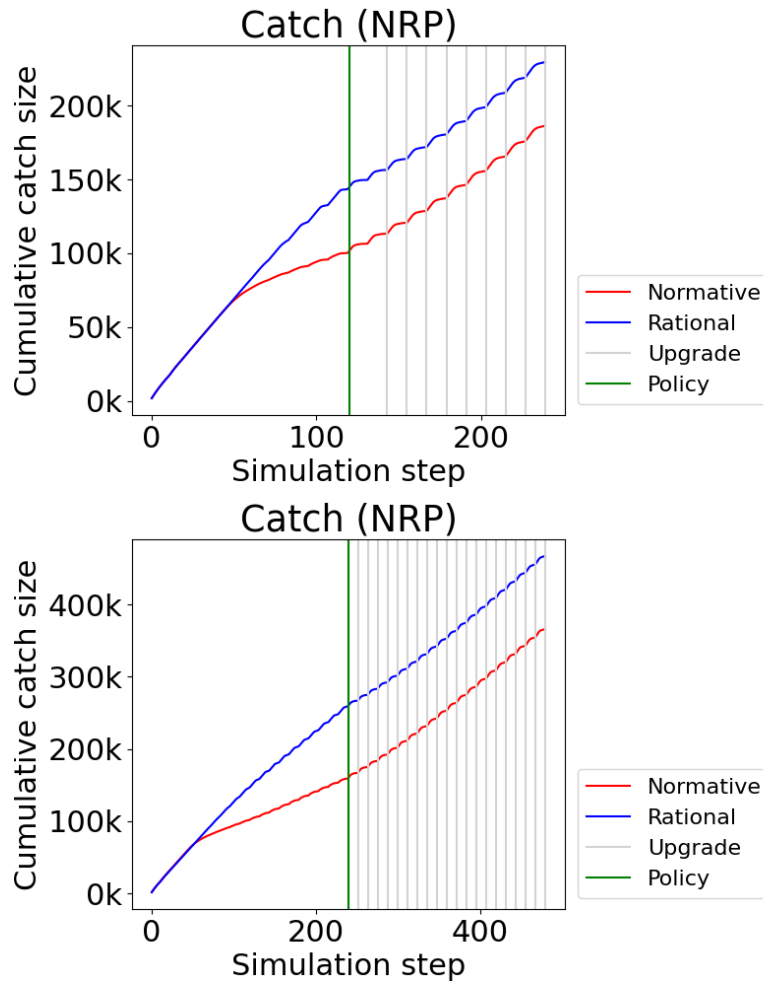 Catch (NRP)
Cumulative catch size
200k
150k
100k
50k
0k
0 100 200
Simulation step
Normative
Rational
Upgrade
Policy
Catch (NRP)
Cumulative catch size
400k
300k
200k
100k
0k
0 200 400
Simulation step
Normative
Rational
Upgrade
Policy